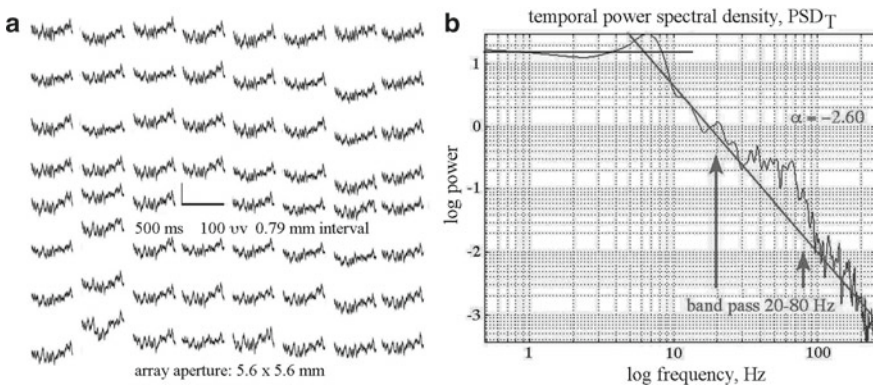 a
500 ms 100 υv 0.79 mm interval
array aperture: 5.6 x 5.6 mm
b
temporal power spectral density, PSDT
log power
1
0
-1
-2
-3
α = −2.60
band pass 20-80 Hz
1 10 100
log frequency, Hz